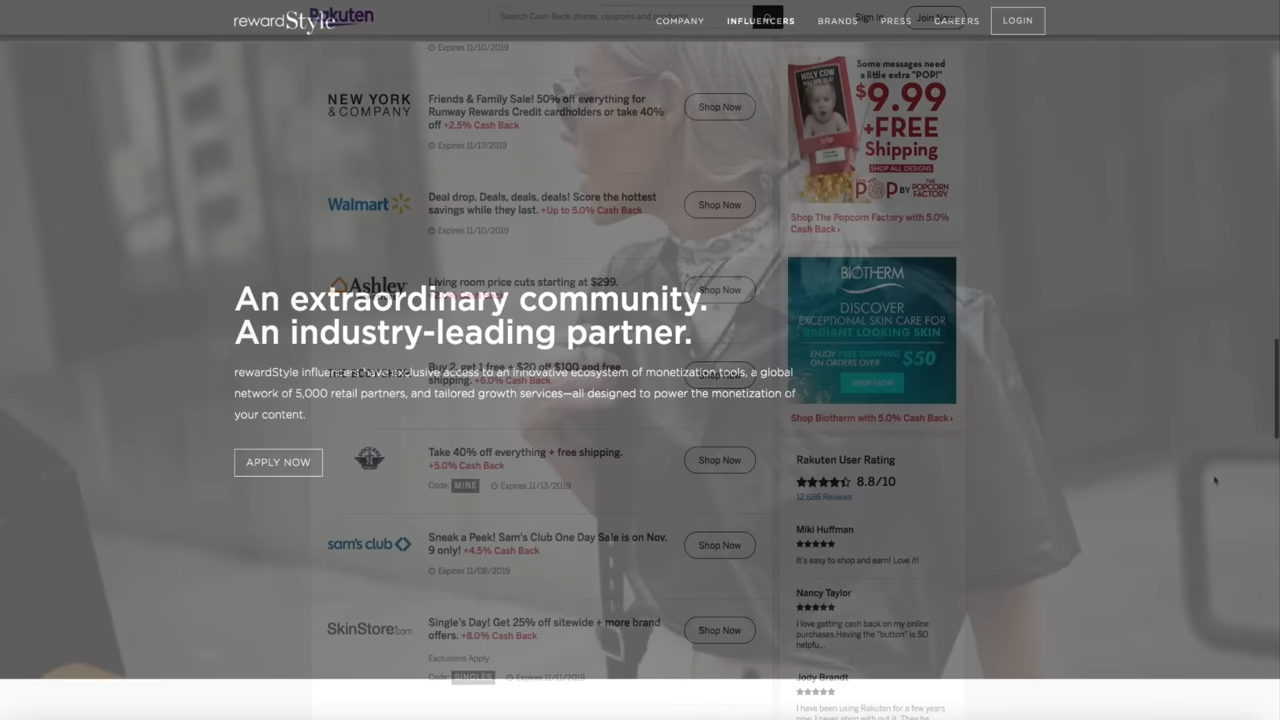 rewardStyle
Rakuten
Search Cash Back stores, coupons and
COMPANY
INFLUENCERS
BRANDS
Sign In
PRESS
Join Now
CAREERS
LOGIN
Expires 11/10/2019
NEW YORK
& COMPANY
Friends & Family Sale! 50% off everything for
Runway Rewards Credit cardholders or take 40%
off +2.5% Cash Back
Expires 11/17/2019
Shop Now
Walmart
Deal drop. Deals, deals, deals! Score the hottest
savings while they last. +Up to 5.0% Cash Back
Expires 11/10/2019
Shop Now
Ashley
Living room price cuts starting at $299.
Shop Now
An extraordinary community.
An industry-leading partner.
Buy 2, get 1 free + $20 off $100 and free
shipping. +6.0% Cash Back
rewardStyle influencers have exclusive access to an innovative ecosystem of monetization tools, a global
network of 5,000 retail partners, and tailored growth services—all designed to power the monetization of
your content.
APPLY NOW
Take 40% off everything + free shipping.
+5.0% Cash Back
Code: MINE
Expires 11/13/2019
Shop Now
sam's club
Sneak a Peek! Sam's Club One Day Sale is on Nov.
9 only! +4.5% Cash Back
Expires 11/08/2019
Shop Now
SkinStore.com
Single's Day! Get 25% off sitewide + more brand
offers. +8.0% Cash Back
Exclusions Apply
Code: SINGLES
Expires 11/11/2019
Shop Now
HOLY COW
Some messages need
a little extra "POP!"
$9.99
+FREE
Shipping
SHOP ALL DESIGNS
POP BY THE
POPCORN
FACTORY
Shop The Popcorn Factory with 5.0%
Cash Back ›
BIOTHERM
DISCOVER
EXCEPTIONAL SKIN CARE FOR
RADIANT LOOKING SKIN
ENJOY FREE SHIPPING
ON ORDERS OVER
$50
SHOP NOW
Shop Biotherm with 5.0% Cash Back ›
Rakuten User Rating
8.8/10
12,686 Reviews
Miki Huffman
It's easy to shop and earn! Love it!
Nancy Taylor
I love getting cash back on my online
purchases.Having the "button" is SO
helpfu...
Jody Brandt
I have been using Rakuten for a few years
now. I never shop with out it. They be